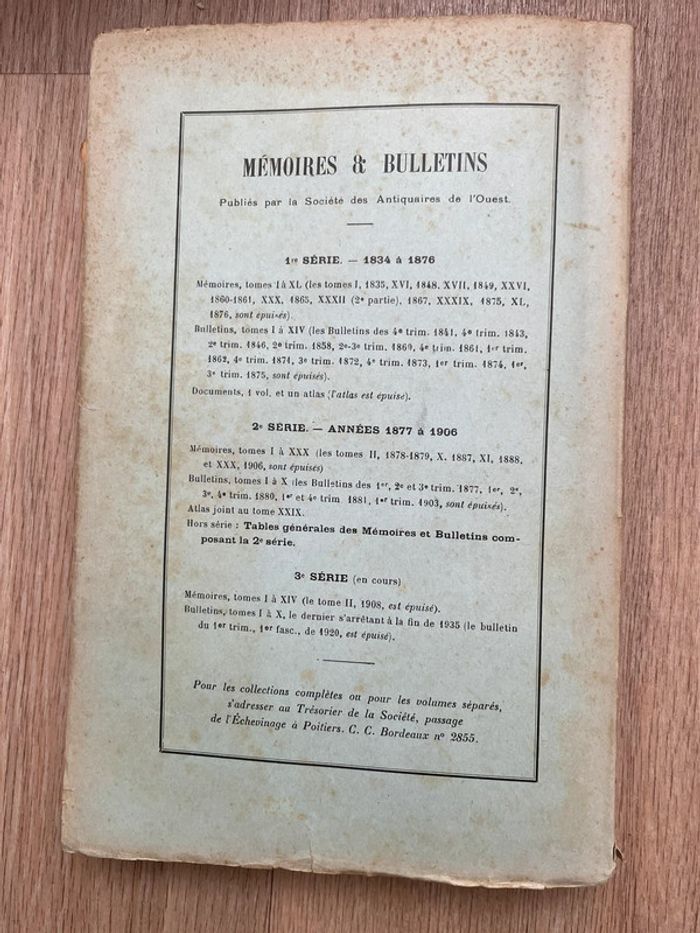 MÉMOIRES & BULLETINS
Publiés par la Société des Antiquaires de l'Ouest.
1re SÉRIE. — 1834 à 1876
Mémoires, tomes I à XL (les tomes I, 1835, XVI, 1848, XVII, 1849, XXVI,
1860-1861, XXX, 1865, XXXII (2e partie), 1867, XXXIX, 1875, XL,
1876, sont épuisés).
Bulletins, tomes I à XIV (les Bulletins des 4e trim. 1841, 4e trim. 1843,
2e trim. 1846, 2e trim. 1858, 2e-3e trim. 1860, 4e trim. 1861, 1er trim.
1862, 4e trim. 1871, 3e trim. 1872, 4e trim. 1873, 1er trim. 1874, 1er,
3e trim. 1875, sont épuisés).
Documents, 1 vol. et un atlas (l'atlas est épuisé).
2e SÉRIE. — ANNÉES 1877 à 1906
Mémoires, tomes I à XXX (les tomes II, 1878-1879, X. 1887, XI, 1888,
et XXX, 1906, sont épuisés)
Bulletins, tomes I à X (les Bulletins des 1er, 2e et 3e trim. 1877, 1er, 2e,
3e, 4e trim. 1880, 1er et 4e trim 1881, 1er trim. 1903, sont épuisés).
Atlas joint au tome XXIX.
Hors série : Tables générales des Mémoires et Bulletins com-
posant la 2e série.
3e SÉRIE (en cours)
Mémoires, tomes I à XIV (le tome II, 1908, est épuisé).
Bulletins, tomes I à X, le dernier s'arrêtant à la fin de 1935 (le bulletin
du 1er trim., 1er fasc., de 1920, est épuisé).
Pour les collections complètes ou pour les volumes séparés,
s'adresser au Trésorier de la Société, passage
de l'Échevinage à Poitiers. C. C. Bordeaux n° 2855.